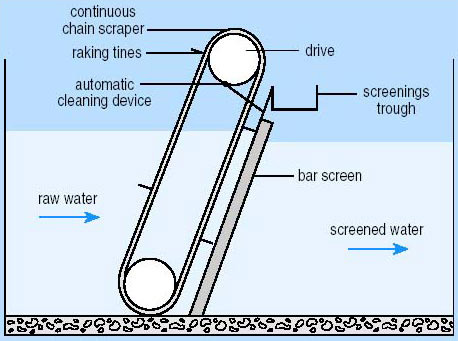 continuous
chain scraper
raking tines
drive
automatic
cleaning device
screenings
trough
bar screen
raw water
screened water